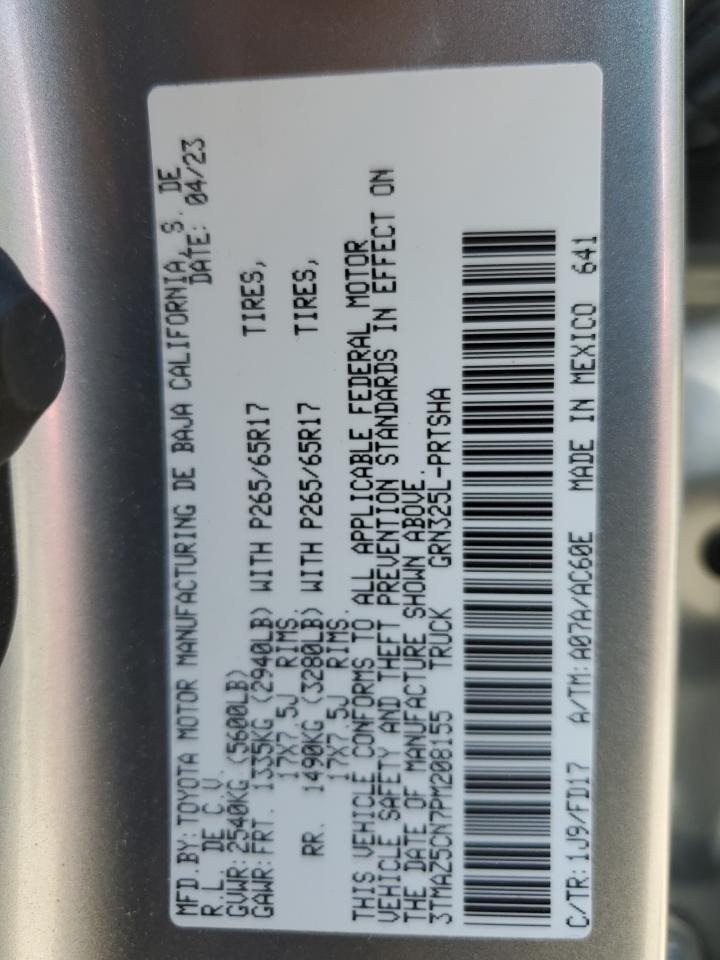 MFD.BY: TOYOTA MOTOR MANUFACTURING DE BAJA CALIFORNIA, S. DE
R.L. DE C.V. DATE: 04/23
GVWR: 2540KG (5600LB)
GAWR: FRT. 1335KG (2940LB) WITH P265/65R17 TIRES,
17X7.5J RIMS.
RR. 1490KG (3280LB) WITH P265/65R17 TIRES,
17X7.5J RIMS.
THIS VEHICLE CONFORMS TO ALL APPLICABLE FEDERAL MOTOR
VEHICLE SAFETY AND THEFT PREVENTION STANDARDS IN EFFECT ON
THE DATE OF MANUFACTURE SHOWN ABOVE.
3TMAZ5CN7PM208155 TRUCK GRN325L-PRTSHA
C/TR: 1J9/FD17 A/TM: A07A/AC60E MADE IN MEXICO 641